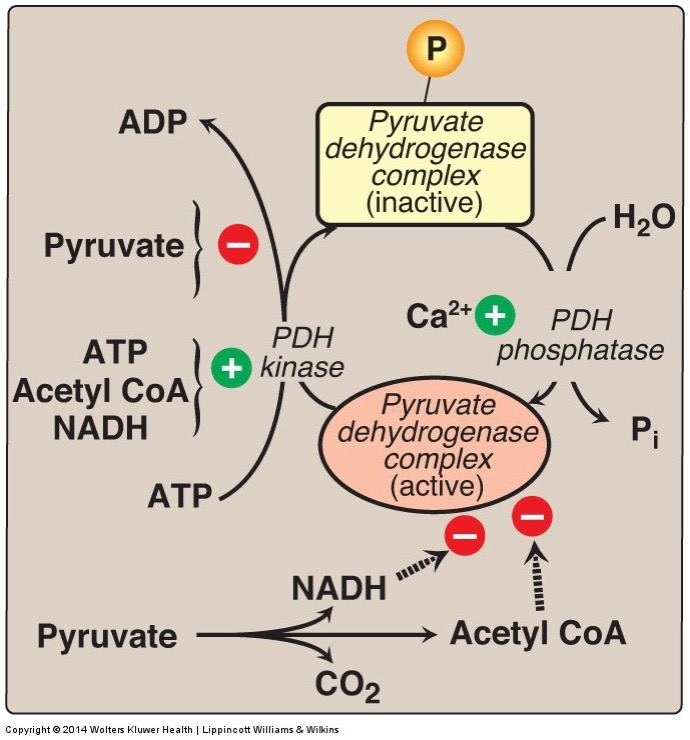 P
Pyruvate
dehydrogenase
complex
(inactive)
ADP
H₂O
Pyruvate
−
Ca²⁺ +
PDH
phosphatase
PDH
kinase
ATP
Acetyl CoA
NADH
+
Pyruvate
dehydrogenase
complex
(active)
Pᵢ
ATP
−
−
NADH
Pyruvate
Acetyl CoA
CO₂
Copyright © 2014 Wolters Kluwer Health | Lippincott Williams & Wilkins